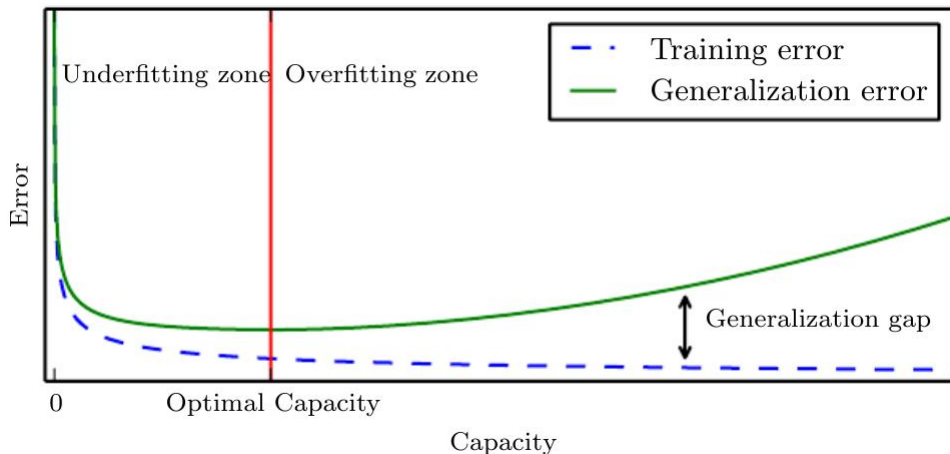 Training error
Generalization error
Underfitting zone
Overfitting zone
Error
Generalization gap
0
Optimal Capacity
Capacity